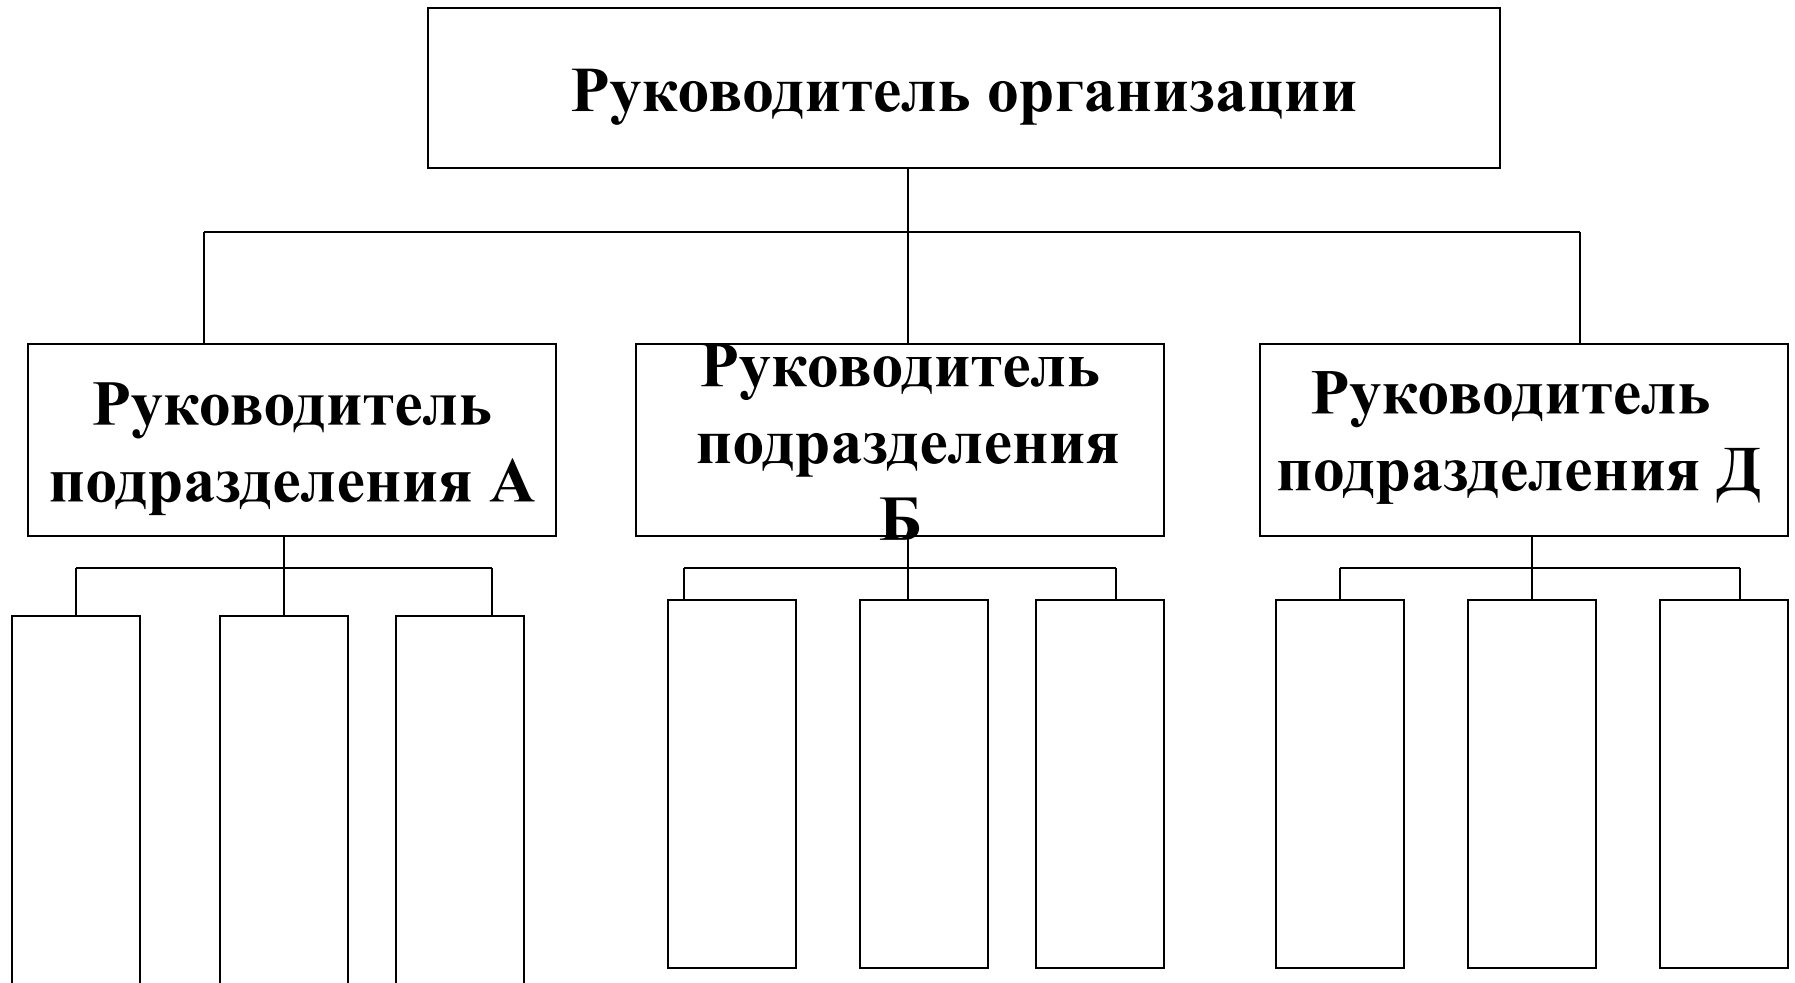 Руководитель организации
Руководитель
подразделения А
Руководитель
подразделения
Б
Руководитель
подразделения Д